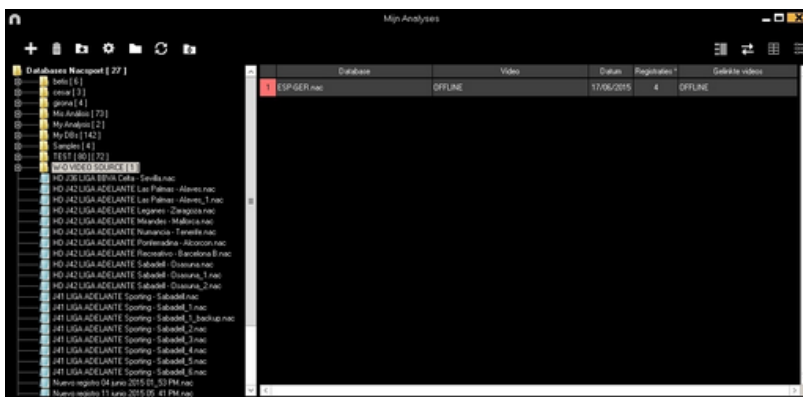 Mijn Analyses
Databases Nacsport [ 27 ]
betis [ 6 ]
cesar [ 3 ]
girona [ 4 ]
Mis Análisis [ 73 ]
My Analysis [ 2 ]
My DBs [ 142 ]
Samples [ 4 ]
TEST [ 80 ] [ 72 ]
W-O VIDEO SOURCE [ 1 ]
HD J36 LIGA BBVA Celta - Sevilla.nac
HD J42 LIGA ADELANTE Las Palmas - Alaves.nac
HD J42 LIGA ADELANTE Las Palmas - Alaves_1.nac
HD J42 LIGA ADELANTE Leganes - Zaragoza.nac
HD J42 LIGA ADELANTE Mirandes - Mallorca.nac
HD J42 LIGA ADELANTE Numancia - Tenerife.nac
HD J42 LIGA ADELANTE Ponferradina - Alcorcon.nac
HD J42 LIGA ADELANTE Recreativo - Barcelona B.nac
HD J42 LIGA ADELANTE Sabadell - Osasuna.nac
HD J42 LIGA ADELANTE Sabadell - Osasuna_1.nac
HD J42 LIGA ADELANTE Sabadell - Osasuna_2.nac
J41 LIGA ADELANTE Sporting - Sabadell.nac
J41 LIGA ADELANTE Sporting - Sabadell_1.nac
J41 LIGA ADELANTE Sporting - Sabadell_1_backup.nac
J41 LIGA ADELANTE Sporting - Sabadell_2.nac
J41 LIGA ADELANTE Sporting - Sabadell_3.nac
J41 LIGA ADELANTE Sporting - Sabadell_4.nac
J41 LIGA ADELANTE Sporting - Sabadell_5.nac
J41 LIGA ADELANTE Sporting - Sabadell_6.nac
Nuevo registro 04 junio 2015 01_53 PM.nac
Nuevo registro 11 junio 2015 05_41 PM.nac
Database Video Datum Registraties * Gelinkte videos
1 ESP-GER.nac OFFLINE 17/06/2015 4 OFFLINE